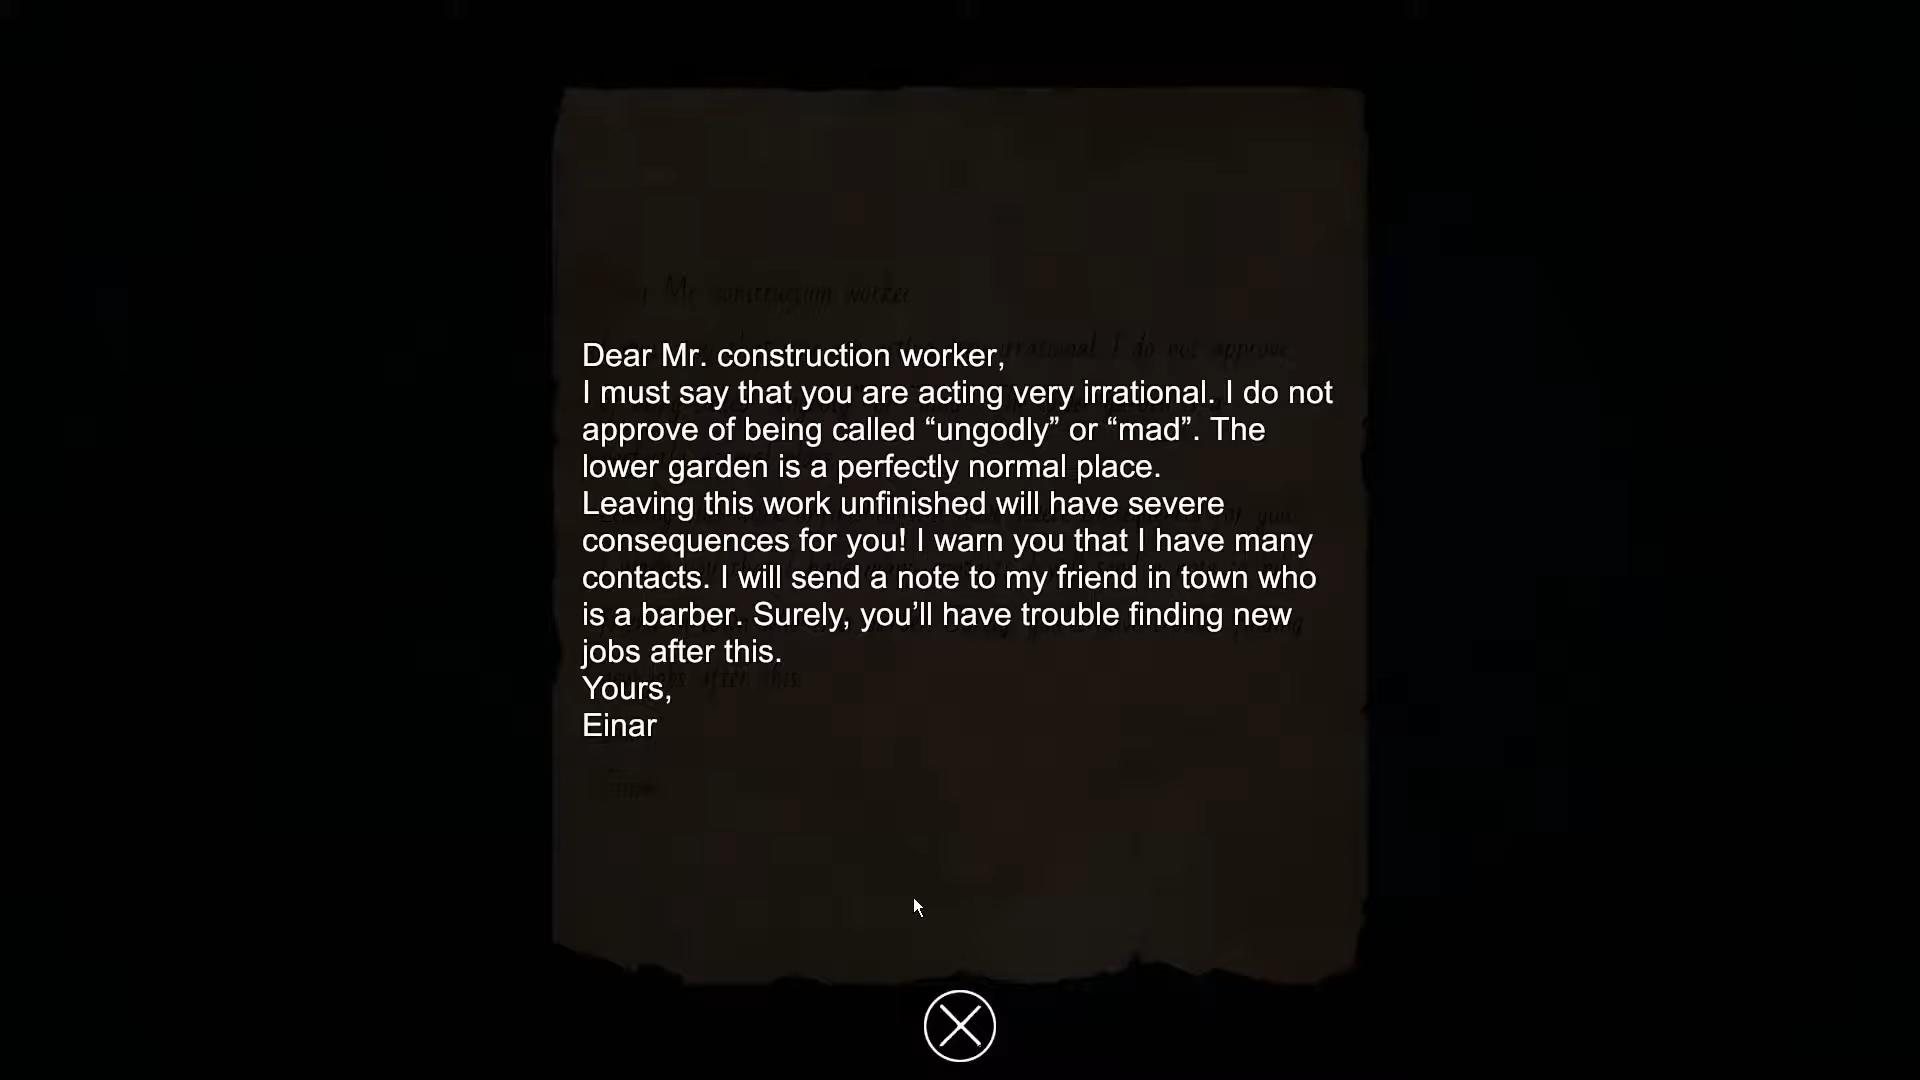 Dear Mr. construction worker,
I must say that you are acting very irrational. I do not
approve of being called “ungodly” or “mad”. The
lower garden is a perfectly normal place.
Leaving this work unfinished will have severe
consequences for you! I warn you that I have many
contacts. I will send a note to my friend in town who
is a barber. Surely, you’ll have trouble finding new
jobs after this.
Yours,
Einar